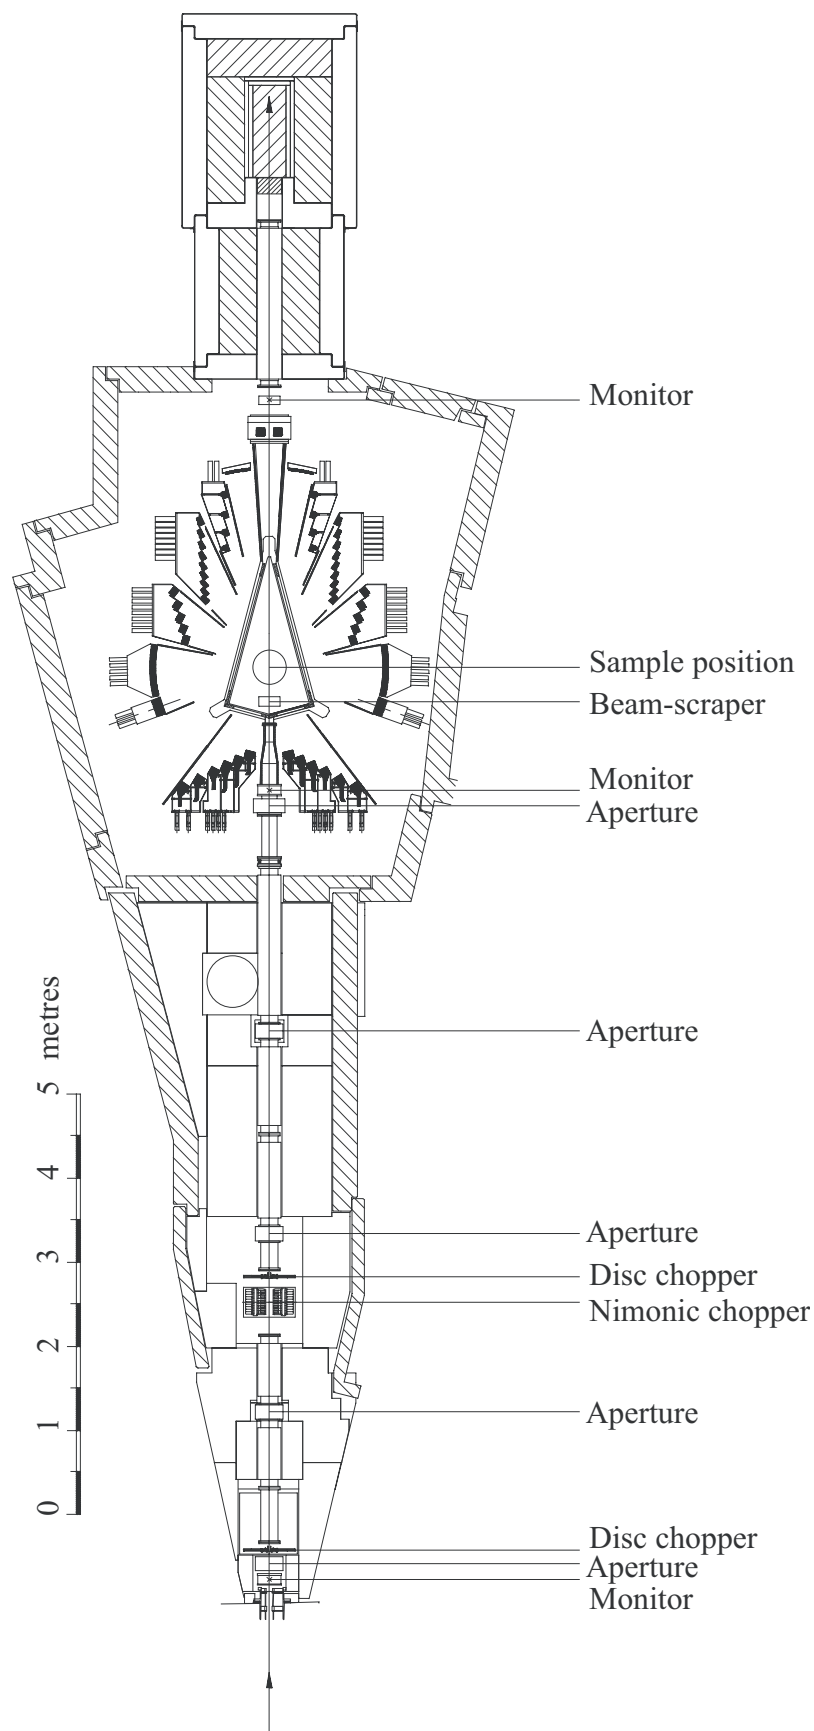 Monitor
Sample position
Beam-scraper
Monitor
Aperture
Aperture
Aperture
Disc chopper
Nimonic chopper
Aperture
Disc chopper
Aperture
Monitor
0 1 2 3 4 5 metres